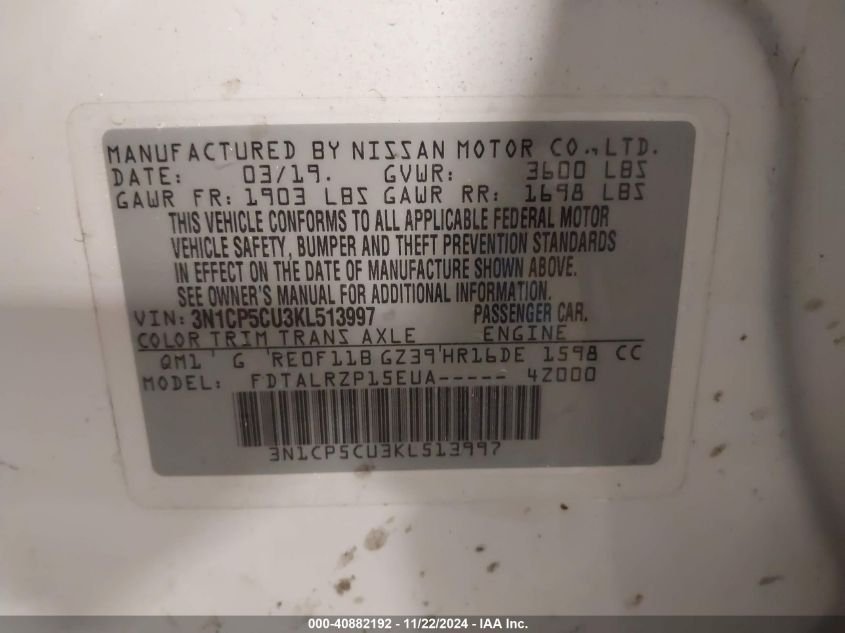 MANUFACTURED BY NISSAN MOTOR CO.,LTD.
DATE: 03/19. GVWR: 3600 LBS
GAWR FR: 1903 LBS GAWR RR: 1698 LBS
THIS VEHICLE CONFORMS TO ALL APPLICABLE FEDERAL MOTOR
VEHICLE SAFETY, BUMPER AND THEFT PREVENTION STANDARDS
IN EFFECT ON THE DATE OF MANUFACTURE SHOWN ABOVE.
SEE OWNER'S MANUAL FOR ADDITIONAL INFORMATION.
VIN: 3N1CP5CU3KL513997 PASSENGER CAR.
COLOR TRIM TRANS AXLE ENGINE
QM1 ' G 'RE0F11B GZ39'HR16DE 1598 CC
MODEL: FDTALRZP15EUA----- 4Z000
3N1CP5CU3KL513997
000-40882192 - 11/22/2024 - IAA Inc.